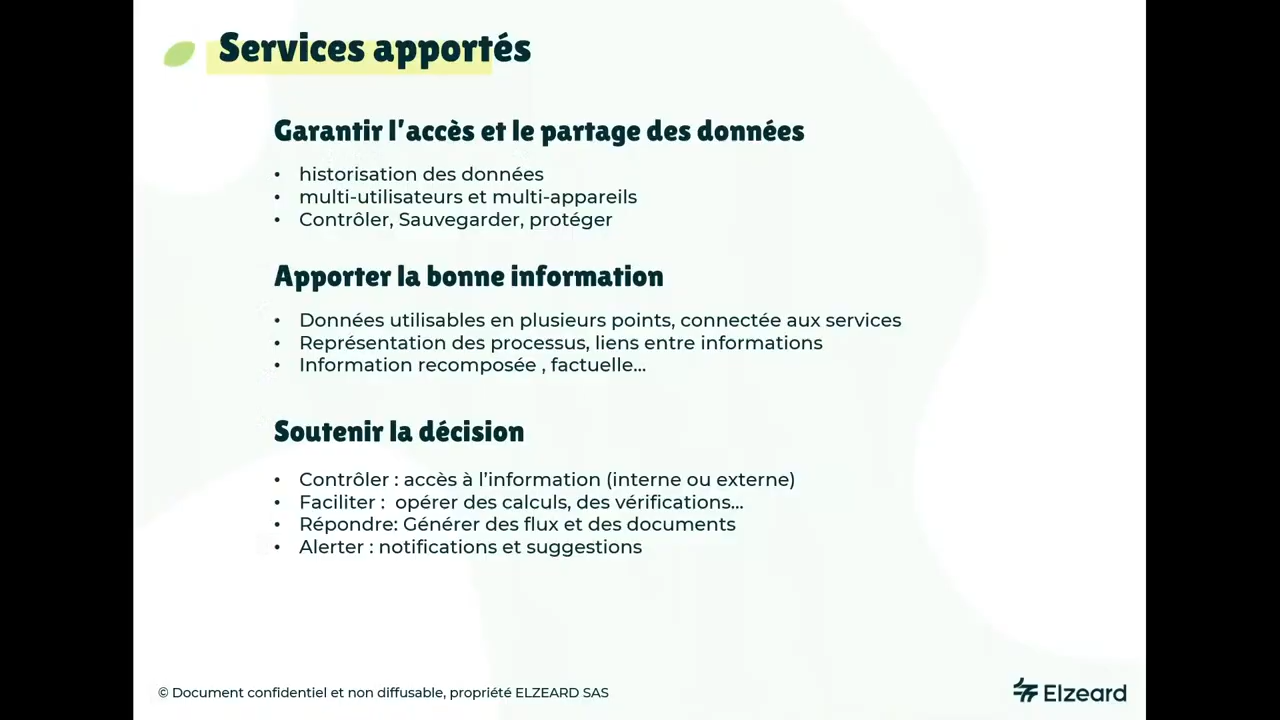 Services apportés
Garantir l'accès et le partage des données
• historisation des données
• multi-utilisateurs et multi-appareils
• Contrôler, Sauvegarder, protéger
Apporter la bonne information
• Données utilisables en plusieurs points, connectée aux services
• Représentation des processus, liens entre informations
• Information recomposée , factuelle...
Soutenir la décision
• Contrôler : accès à l'information (interne ou externe)
• Faciliter :  opérer des calculs, des vérifications...
• Répondre: Générer des flux et des documents
• Alerter : notifications et suggestions
© Document confidentiel et non diffusable, propriété ELZEARD SAS
Elzeard